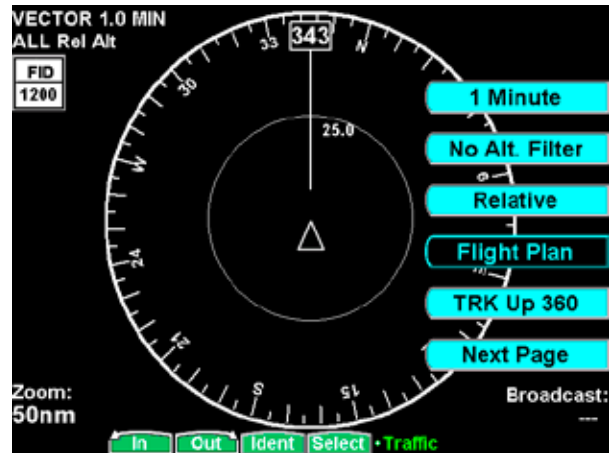 VECTOR 1.0 MIN
ALL Rel Alt
FID
1200
343
33
N
30
25.0
W
24
21
S
15
6
1 Minute
No Alt. Filter
Relative
Flight Plan
TRK Up 360
Next Page
Zoom:
50nm
Broadcast:
---
In
Out
Ident
Select
•Traffic